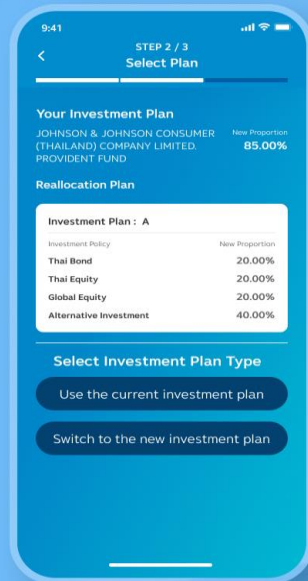 9:41
STEP 2 / 3
Select Plan
Your Investment Plan
JOHNSON & JOHNSON CONSUMER
(THAILAND) COMPANY LIMITED.
PROVIDENT FUND
New Proportion
85.00%
Reallocation Plan
Investment Plan : A
Investment Policy New Proportion
Thai Bond 20.00%
Thai Equity 20.00%
Global Equity 20.00%
Alternative Investment 40.00%
Select Investment Plan Type
Use the current investment plan
Switch to the new investment plan